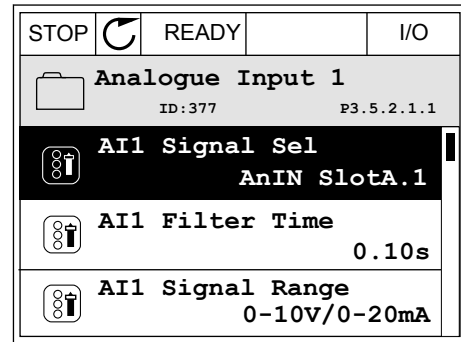 STOP READY I/O
Analogue Input 1
ID:377 P3.5.2.1.1
AI1 Signal Sel
AnIN SlotA.1
AI1 Filter Time
0.10s
AI1 Signal Range
0-10V/0-20mA